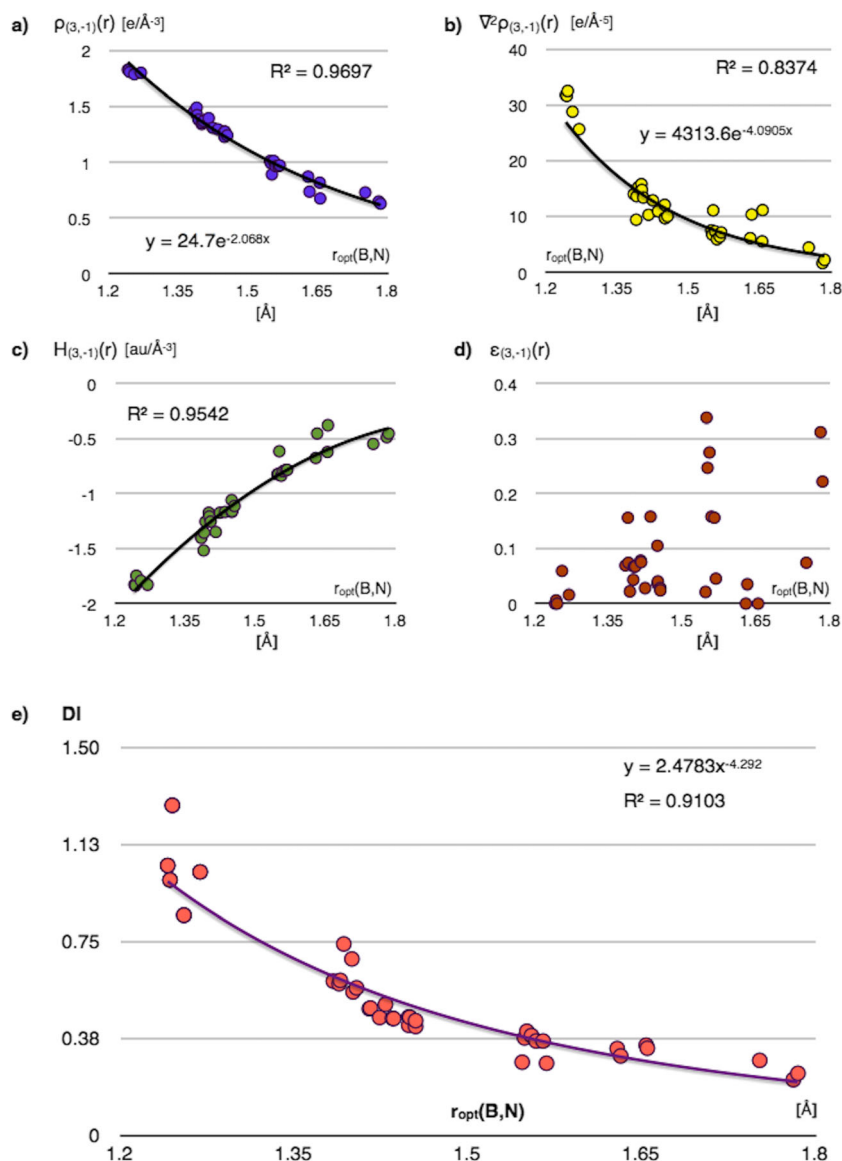 a) ρ(3,-1)(r) [e/Å-3]
2
1.5
1
0.5
0
R² = 0.9697
y = 24.7e-2.068x
ropt(B,N)
1.2 1.35 1.5 1.65 1.8
[Å]
b) ∇2ρ(3,-1)(r) [e/Å-5]
40
30
20
10
0
R² = 0.8374
y = 4313.6e-4.0905x
ropt(B,N)
1.2 1.35 1.5 1.65 1.8
[Å]
c) H(3,-1)(r) [au/Å-3]
0
-0.5
-1
-1.5
-2
R² = 0.9542
ropt(B,N)
1.2 1.35 1.5 1.65 1.8
[Å]
d) ε(3,-1)(r)
0.4
0.3
0.2
0.1
0
ropt(B,N)
1.2 1.35 1.5 1.65 1.8
[Å]
e) DI
1.50
1.13
0.75
0.38
0
y = 2.4783x-4.292
R² = 0.9103
ropt(B,N) [Å]
1.2 1.35 1.5 1.65 1.8